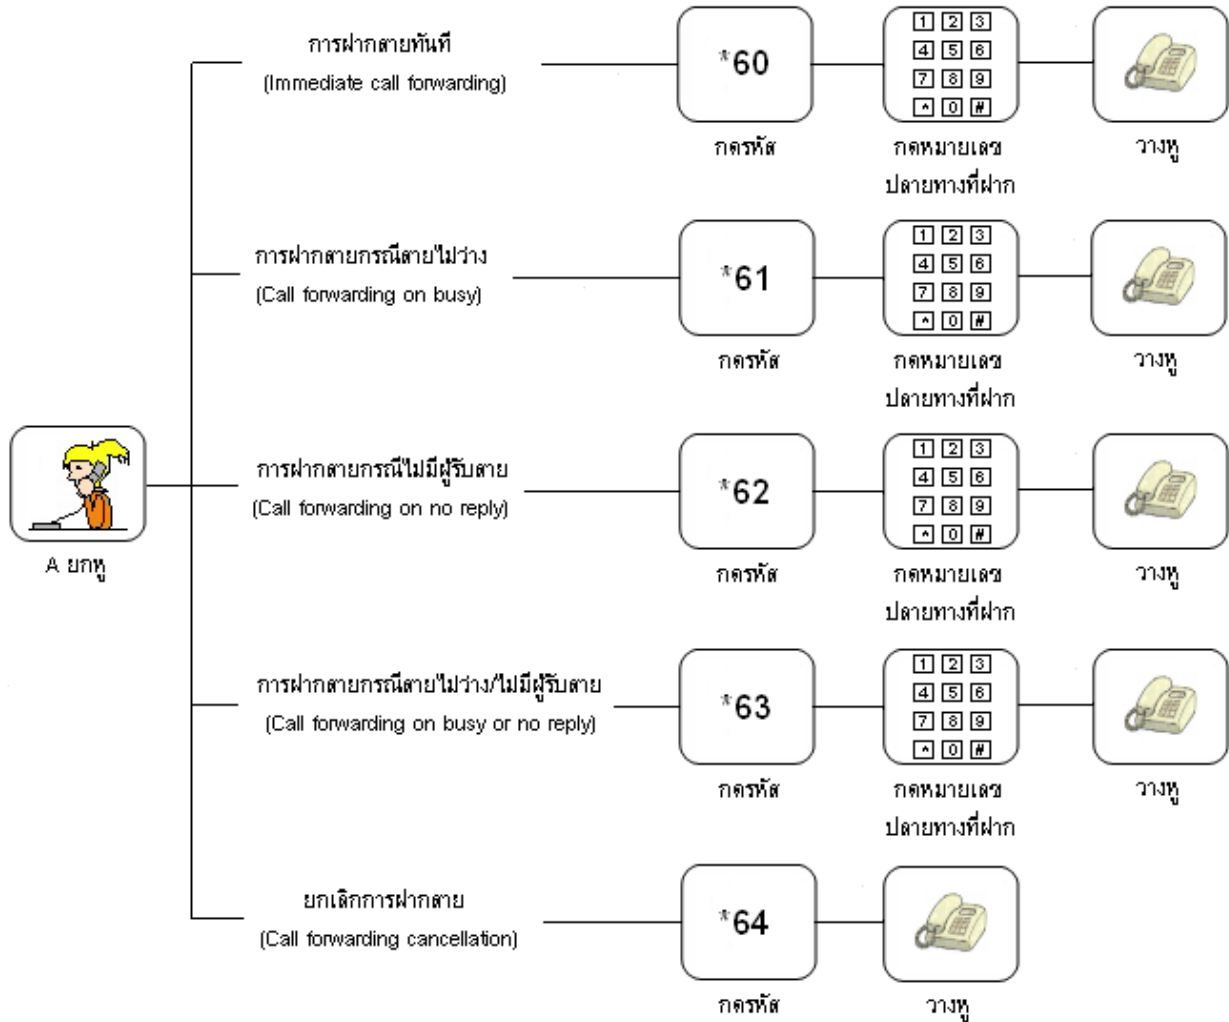 การฝากสายทันที
(Immediate call forwarding)
*60
1 2 3
4 5 6
7 8 9
* 0 #
กดรหัส
กดหมายเลข
ปลายทางที่ฝาก
วางหู
การฝากสายกรณีสายไม่ว่าง
(Call forwarding on busy)
*61
1 2 3
4 5 6
7 8 9
* 0 #
กดรหัส
กดหมายเลข
ปลายทางที่ฝาก
วางหู
A ยกหู
การฝากสายกรณีไม่มีผู้รับสาย
(Call forwarding on no reply)
*62
1 2 3
4 5 6
7 8 9
* 0 #
กดรหัส
กดหมายเลข
ปลายทางที่ฝาก
วางหู
การฝากสายกรณีสายไม่ว่าง/ไม่มีผู้รับสาย
(Call forwarding on busy or no reply)
*63
1 2 3
4 5 6
7 8 9
* 0 #
กดรหัส
กดหมายเลข
ปลายทางที่ฝาก
วางหู
ยกเลิกการฝากสาย
(Call forwarding cancellation)
*64
กดรหัส
วางหู